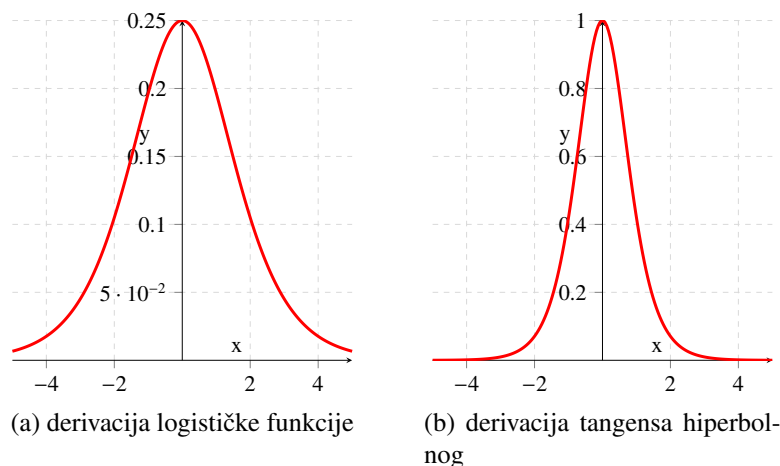 0.25
0.2
y
0.15
0.1
5 · 10⁻²
x
−4 −2 2 4
(a) derivacija logističke funkcije
1
0.8
y
0.6
0.4
0.2
x
−4 −2 2 4
(b) derivacija tangensa hiperbol-
nog